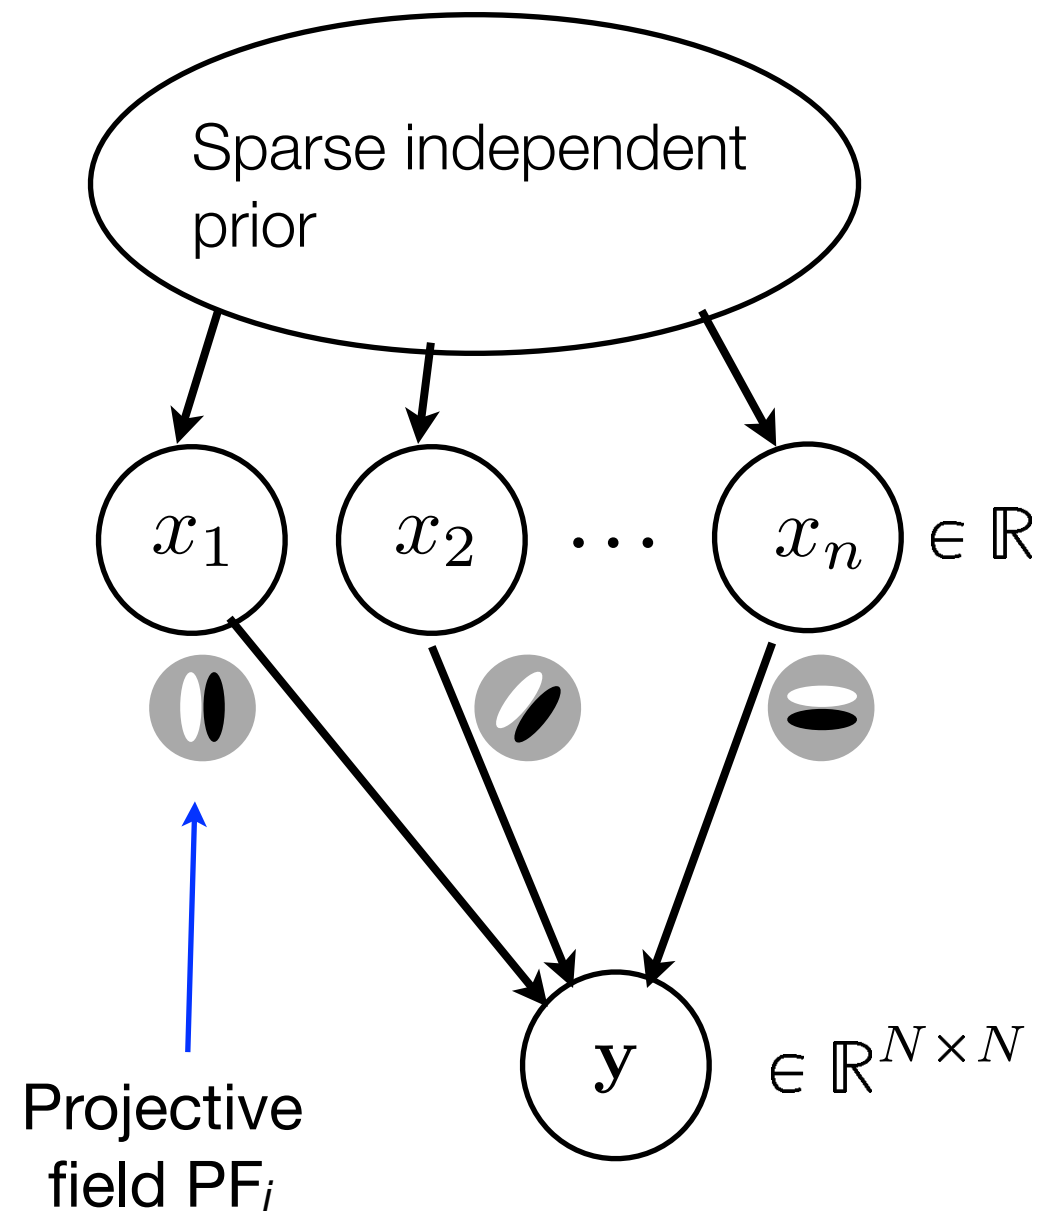 Sparse independent
prior
x₁ x₂ … xₙ ∈ ℝ
y ∈ ℝᴺ ˣ ᴺ
Projective
field PFᵢ